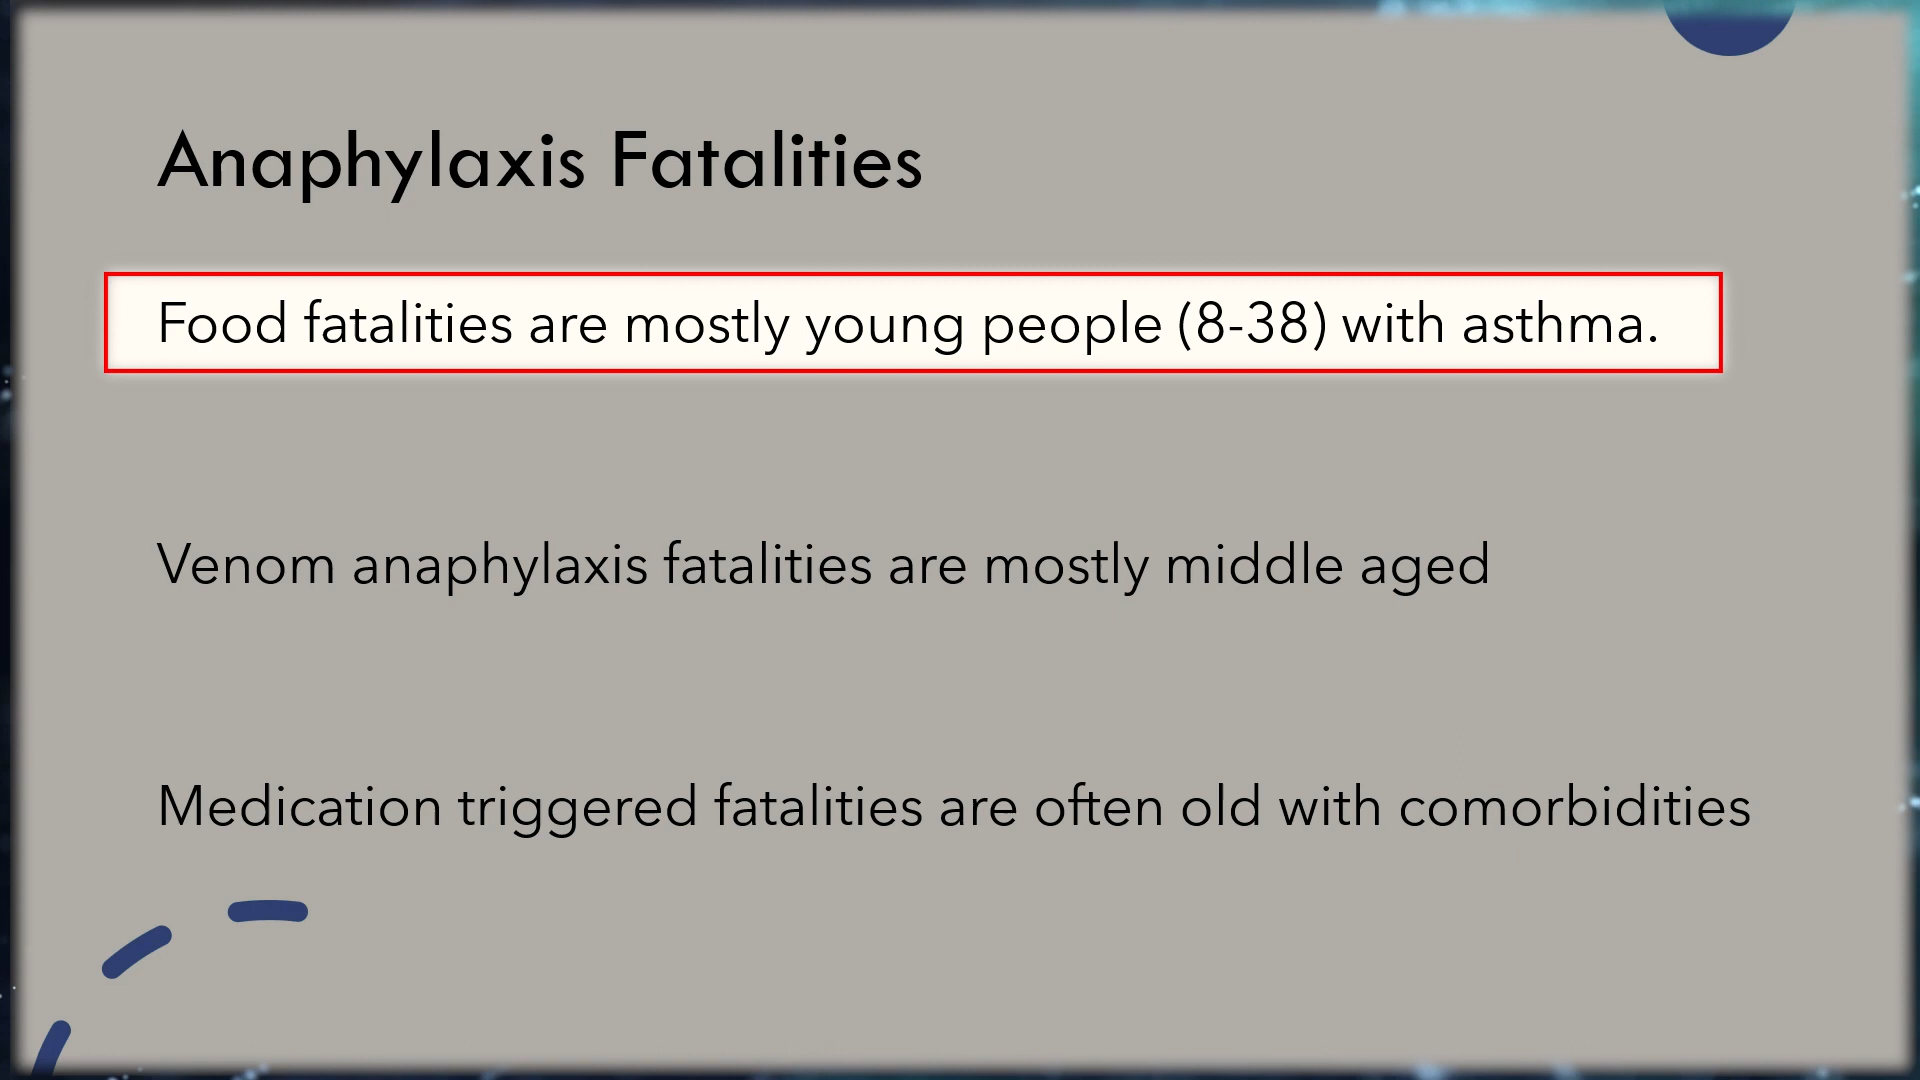 Anaphylaxis Fatalities
Food fatalities are mostly young people (8-38) with asthma.
Venom anaphylaxis fatalities are mostly middle aged
Medication triggered fatalities are often old with comorbidities